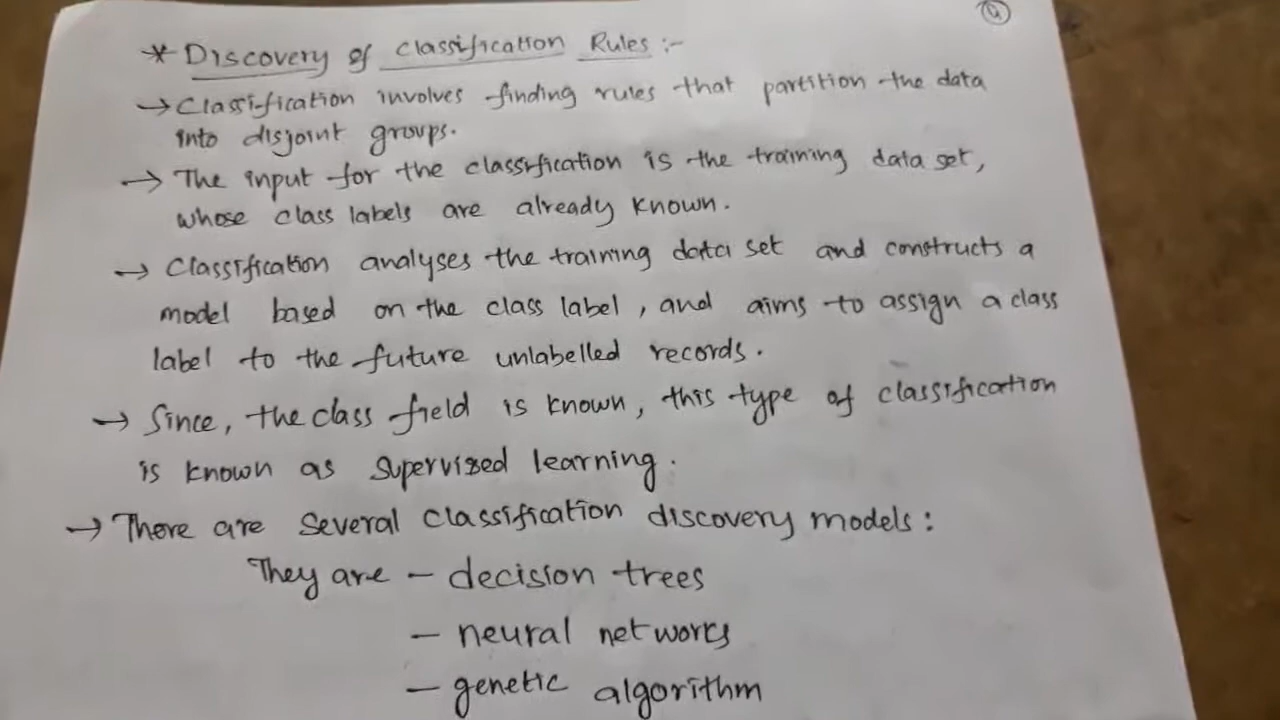 * Discovery of Classification Rules :-
→ Classification involves finding rules that partition the data
into disjoint groups.
→ The input for the classification is the training data set,
whose class labels are already known.
→ Classification analyses the training data set and constructs a
model based on the class label, and aims to assign a class
label to the future unlabelled records.
→ Since, the class field is known, this type of classification
is known as supervized learning.
→ There are several classification discovery models:
They are - decision trees
- neural networks
- genetic algorithm